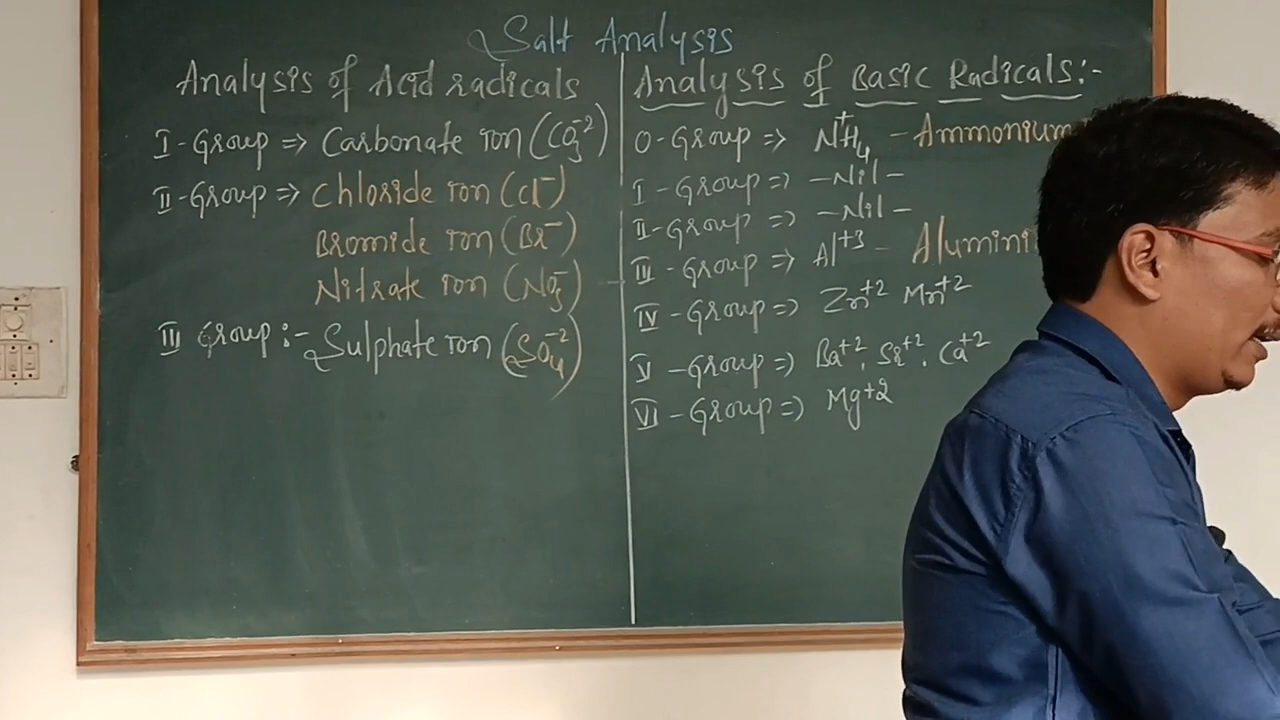 Salt Analysis
Analysis of Acid radicals
I - Group => Carbonate ion (CO₃⁻²)
II - Group => Chloride ion (Cl⁻)
Bromide ion (Br⁻)
Nitrate ion (NO₃⁻)
III Group :- Sulphate ion (SO₄⁻²)
Analysis of Basic Radicals:-
O - Group => NH₄⁺ - Ammonium
I - Group => - Nil -
II - Group => - Nil -
III - Group => Al⁺³ -
IV - Group => Zn⁺² Mn⁺²
V - Group => Ba⁺², Sr⁺², Ca⁺²
VI - Group => Mg+2